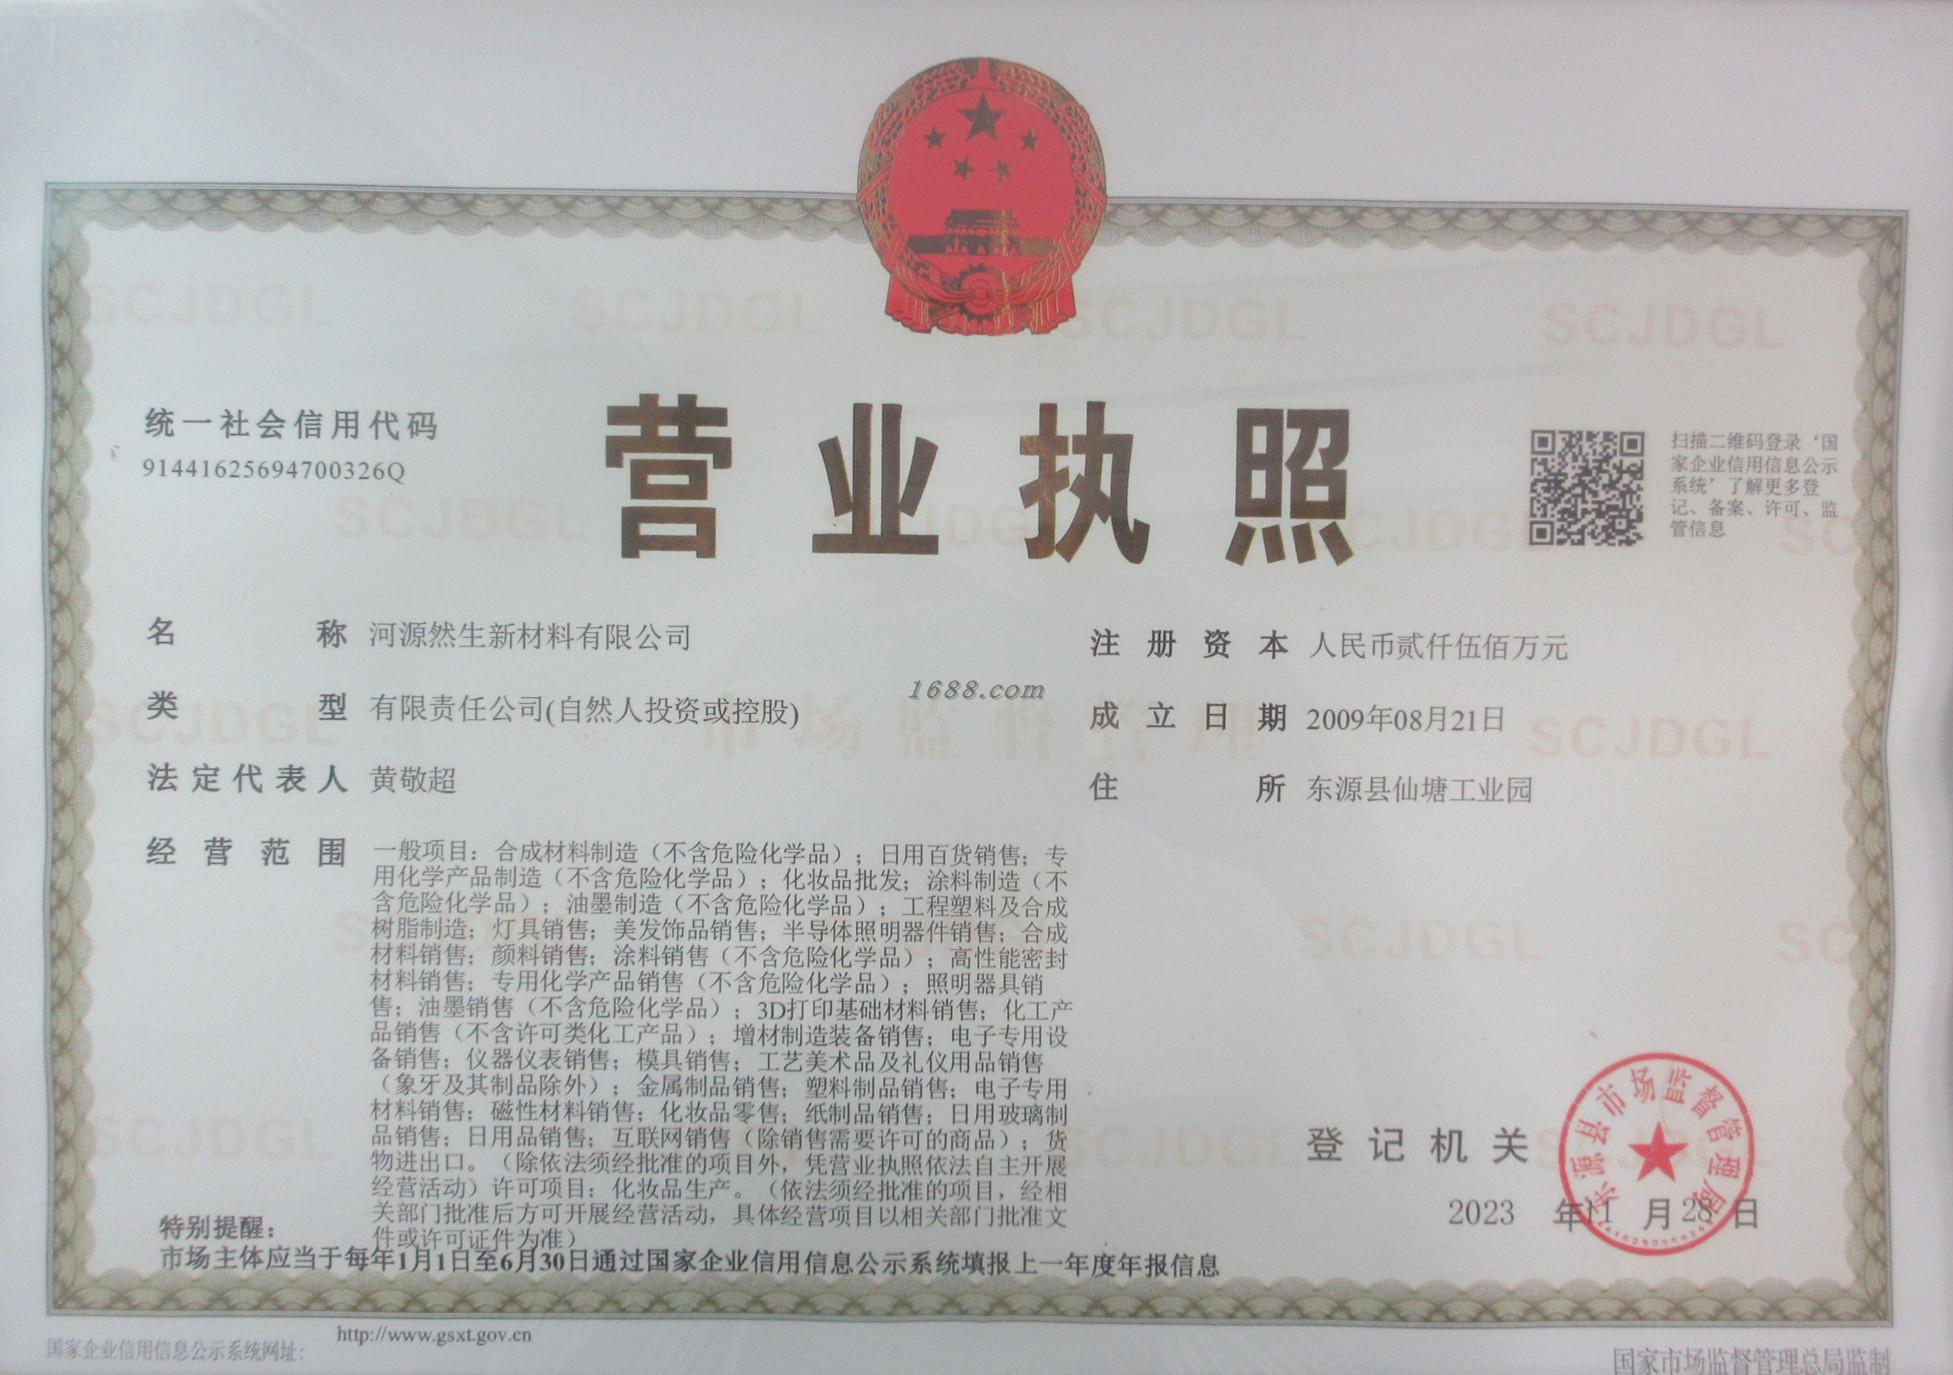 统一社会信用代码
91441625694700326Q
营业执照
扫描二维码登录‘国
家企业信用信息公示
系统’了解更多登
记、备案、许可、监
管信息
名称 河源然生新材料有限公司
类型 有限责任公司(自然人投资或控股)
法定代表人 黄敬超
注册资本 人民币贰仟伍佰万元
成立日期 2009年08月21日
住所 东源县仙塘工业园
1688.com
市场监督管理
经营范围 一般项目：合成材料制造（不含危险化学品）；日用百货销售；专
用化学产品制造（不含危险化学品）；化妆品批发；涂料制造（不
含危险化学品）；油墨制造（不含危险化学品）；工程塑料及合成
树脂制造；灯具销售；美发饰品销售；半导体照明器件销售；合成
材料销售；颜料销售；涂料销售（不含危险化学品）；高性能密封
材料销售；专用化学产品销售（不含危险化学品）；照明器具销
售；油墨销售（不含危险化学品）；3D打印基础材料销售；化工产
品销售（不含许可类化工产品）；增材制造装备销售；电子专用设
备销售；仪器仪表销售；模具销售；工艺美术品及礼仪用品销售
（象牙及其制品除外）；金属制品销售；塑料制品销售；电子专用
材料销售；磁性材料销售；化妆品零售；纸制品销售；日用玻璃制
品销售；日用品销售；互联网销售（除销售需要许可的商品）；货
物进出口。（除依法须经批准的项目外，凭营业执照依法自主开展
经营活动）许可项目：化妆品生产。（依法须经批准的项目，经相
关部门批准后方可开展经营活动，具体经营项目以相关部门批准文
件或许可证件为准）
登记机关
东源县市场监督管理局
2023 年11月28日
特别提醒：
市场主体应当于每年1月1日至6月30日通过国家企业信用信息公示系统填报上一年度年报信息
国家企业信用信息公示系统网址： http://www.gsxt.gov.cn
国家市场监督管理总局监制
SCJDGL